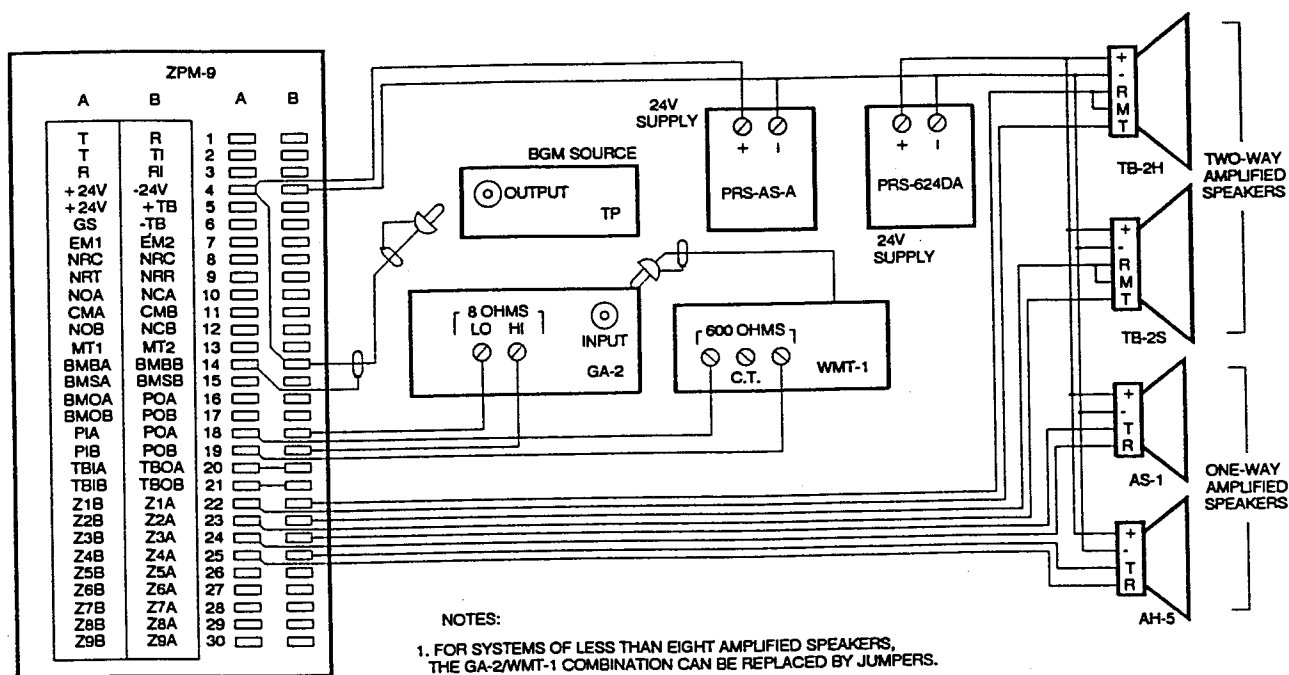 ZPM-9
A B A B
T R 1
T TI 2
R RI 3
+24V -24V 4
+24V +TB 5
GS -TB 6
EM1 EM2 7
NRC NRC 8
NRT NRR 9
NOA NCA 10
CMA CMB 11
NOB NCB 12
MT1 MT2 13
BMBA BMBB 14
BMSA BMSB 15
BMOA POA 16
BMOB POB 17
PIA POA 18
PIB POB 19
TBIA TBOA 20
TBIB TBOB 21
Z1B Z1A 22
Z2B Z2A 23
Z3B Z3A 24
Z4B Z4A 25
Z5B Z5A 26
Z6B Z6A 27
Z7B Z7A 28
Z8B Z8A 29
Z9B Z9A 30
BGM SOURCE
OUTPUT
TP
24V
SUPPLY
+ -
PRS-AS-A
+ -
PRS-624DA
24V
SUPPLY
8 OHMS
LO HI
INPUT
GA-2
600 OHMS
C.T.
WMT-1
+
-
R
M
T
TB-2H
+
-
R
M
T
TB-2S
TWO-WAY
AMPLIFIED
SPEAKERS
+
-
T
R
AS-1
+
-
T
R
AH-5
ONE-WAY
AMPLIFIED
SPEAKERS
NOTES:
1. FOR SYSTEMS OF LESS THAN EIGHT AMPLIFIED SPEAKERS,
THE GA-2/WMT-1 COMBINATION CAN BE REPLACED BY JUMPERS.